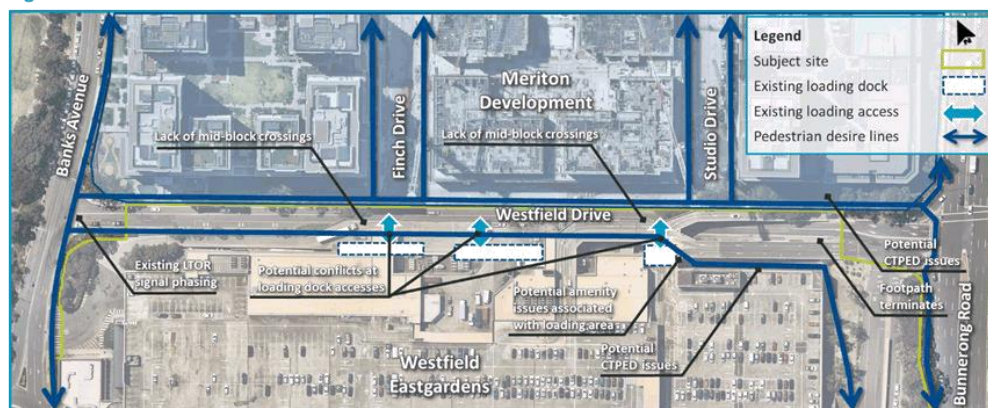 Legend
Subject site
Existing loading dock
Existing loading access
Pedestrian desire lines
Meriton
Development
Banks Avenue
Finch Drive
Studio Drive
Lack of mid-block crossings
Lack of mid-block crossings
Westfield Drive
Existing LTOR
signal phasing
Potential conflicts at
loading dock accesses
Potential amenity
issues associated
with loading area
Potential
CTPED issues
Potential
CTPED issues
Footpath
terminates
Westfield
Eastgardens
Bunnerong Road